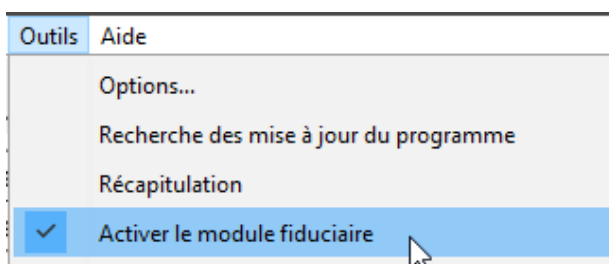 Outils Aide
Options...
Recherche des mise à jour du programme
Récapitulation
Activer le module fiduciaire